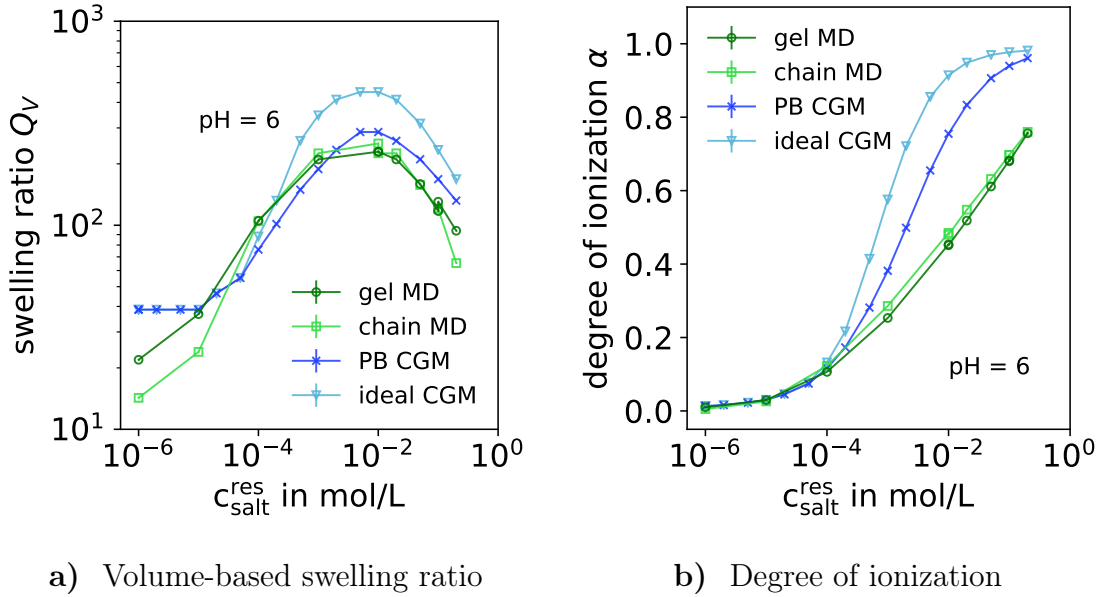 swelling ratio Q_V
10^3
10^2
10^1
pH = 6
gel MD
chain MD
PB CGM
ideal CGM
10^−6
10^−4
10^−2
10^0
c_salt^res in mol/L
a) Volume-based swelling ratio
degree of ionization α
1.0
0.8
0.6
0.4
0.2
0.0
gel MD
chain MD
PB CGM
ideal CGM
pH = 6
10^−6
10^−4
10^−2
10^0
c_salt^res in mol/L
b) Degree of ionization